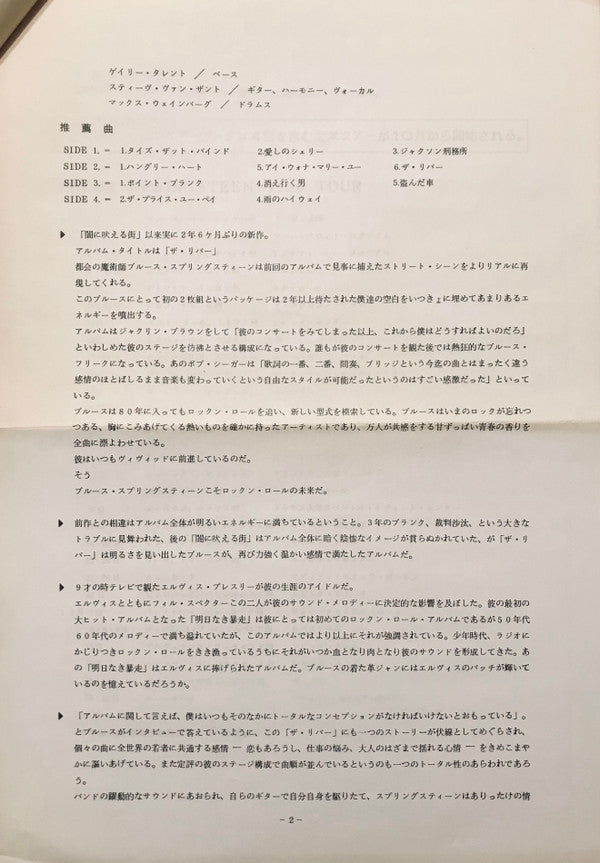 ゲイリー・タレント ／ ベース
スティーヴ・ヴァン・ザント ／ ギター、ハーモニー、ヴォーカル
マックス・ウェインバーグ ／ ドラムス
推薦曲
SIDE 1. = 1.タイズ・ザット・バインド 2.愛しのシェリー 3.ジャクソン刑務所
SIDE 2. = 1.ハングリー・ハート 5.アイ・ウォナ・マリー・ユー 6.ザ・リバー
SIDE 3. = 1.ポイント・ブランク 4.消え行く男 5.盗んだ車
SIDE 4. = 2.ザ・プライス・ユー・ペイ 4.雨のハイウェイ
▶ 「闇に吠える街」以来実に2年6ケ月ぶりの新作。
アルバム・タイトルは「ザ・リバー」
都会の魔術師ブルース・スプリングスティーンは前回のアルバムで見事に捕えたストリート・シーンをよりリアルに再
現してくれる。
このブルースにとって初の2枚組というパッケージは2年以上待たされた僕達の空白をいっきょに埋めてあまりあるエ
ネルギーを噴出する。
アルバムはジャクリン・ブラウンをして「彼のコンサートをみてしまった以上、これから僕はどうすればよいのだろ」
といわしめた彼のステージを彷彿とさせる構成になっている。誰もが彼のコンサートを観た後では熱狂的なブルース・
フリークになっている。あのボブ・シーガーは「歌詞の一番、二番、間奏、ブリッジという今迄の曲とはまったく違う
感情のほとばしるまま音楽も変わっていくという自由なスタイルが可能だったというのはすごい感激だった」といって
いる。
ブルースは80年に入ってもロックン・ロールを追い、新しい型式を模索している。ブルースはいまのロックが忘れつ
つある、胸にこみあげてくる熱いものを確かに持ったアーティストであり、万人が共感をする甘ずっぱい青春の香りを
全曲に漂よわせている。
彼はいつもヴィヴィッドに前進しているのだ。
そう
ブルース・スプリングスティーンこそロックン・ロールの未来だ。
▶ 前作との相違はアルバム全体が明るいエネルギーに満ちているということ。3年のブランク、裁判沙汰、という大きな
トラブルに見舞われた、後の「闇に吠える街」はアルバム全体に暗く陰惨なイメージが貫らぬかれていた、が「ザ・リ
バー」は明るさを見い出したブルースが、再び力強く温かい感情で満たしたアルバムだ。
▶ 9才の時テレビで観たエルヴィス・プレスリーが彼の生涯のアイドルだ。
エルヴィスとともにフィル・スペクターこの二人が彼のサウンド・メロディーに決定的な影響を及ぼした。彼の最初の
大ヒット・アルバムとなった「明日なき暴走」は彼にとっては初めてのロックン・ロール・アルバムであるが50年代
60年代のメロディーで満ち溢れていたが、このアルバムではより以上にそれが強調されている。少年時代、ラジオに
かじりつきロックン・ロールをきき漁っているうちにそれがいつか血となり肉となり彼のサウンドを形成してきた。あ
の「明日なき暴走」はエルヴィスに捧げられたアルバムだ。ブルースの着た革ジャンにはエルヴィスのバッチが輝いて
いるのを憶えているだろうか。
▶ 「アルバムに関して言えば、僕はいつもそのなかにトータルなコンセプションがなければいけないとおもっている」。
とブルースがインタビューで答えているように、この「ザ・リバー」にも一つのストーリーが伏線としてめぐらされ、
個々の曲に全世界の若者に共通する感情 ー 恋もあろうし、仕事の悩み、大人のはざまで揺れる心情 ー をきめこまや
かに謳いあげている。また定評の彼のステージ構成で曲順が並んでいるというのも一つのトータル性のあらわれであろ
う。
バンドの躍動的なサウンドにあおられ、自らのギターで自分自身を駆りたて、スプリングスティーンはありったけの情
- 2 -